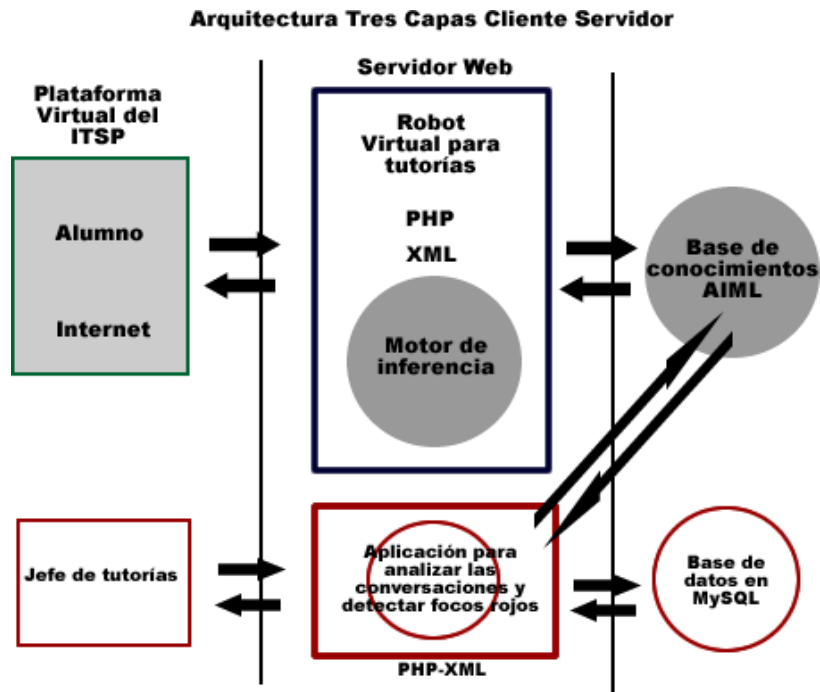 Arquitectura Tres Capas Cliente Servidor
Plataforma
Virtual del
ITSP
Alumno
Internet
Servidor Web
Robot
Virtual para
tutorías
PHP
XML
Motor de
inferencia
Base de
conocimientos
AIML
Jefe de tutorías
Aplicación para
analizar las
conversaciones y
detectar focos rojos
PHP-XML
Base de
datos en
MySQL